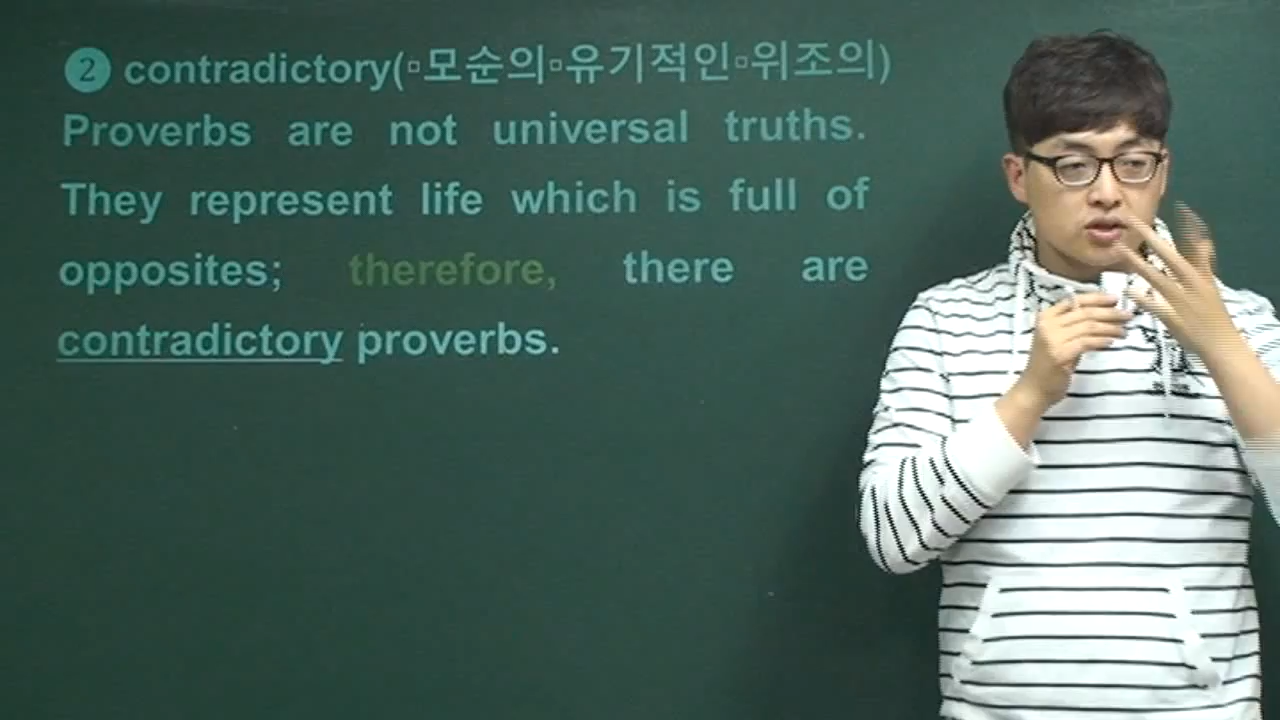 ❷ contradictory(▫모순의▫유기적인▫위조의)
Proverbs are not universal truths.
They represent life which is full of
opposites; therefore, there are
contradictory proverbs.